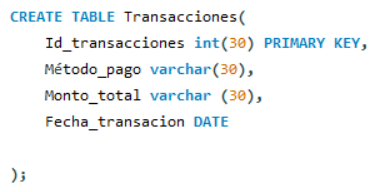 CREATE TABLE Transacciones(
Id_transacciones int(30) PRIMARY KEY,
Método_pago varchar(30),
Monto_total varchar (30),
Fecha_transacion DATE
);